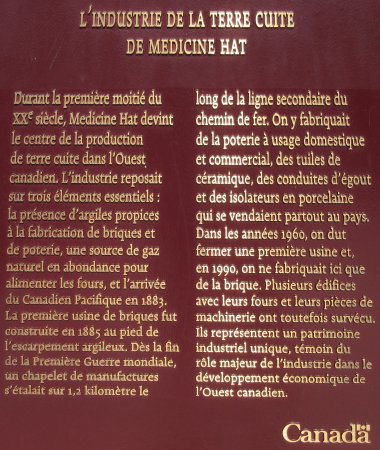 L'INDUSTRIE DE LA TERRE CUITE
DE MEDICINE HAT
Durant la première moitié du
XXe siècle, Medicine Hat devint
le centre de la production
de terre cuite dans l'Ouest
canadien. L'industrie reposait
sur trois éléments essentiels :
la présence d'argiles propices
à la fabrication de briques et
de poterie, une source de gaz
naturel en abondance pour
alimenter les fours, et l'arrivée
du Canadien Pacifique en 1883.
La première usine de briques fut
construite en 1885 au pied de
l'escarpement argileux. Dès la fin
de la Première Guerre mondiale,
un chapelet de manufactures
s'étalait sur 1,2 kilomètre le
long de la ligne secondaire du
chemin de fer. On y fabriquait
de la poterie à usage domestique
et commercial, des tuiles de
céramique, des conduites d'égout
et des isolateurs en porcelaine
qui se vendaient partout au pays.
Dans les années 1960, on dut
fermer une première usine et,
en 1990, on ne fabriquait ici que
de la brique. Plusieurs édifices
avec leurs fours et leurs pièces de
machinerie ont toutefois survécu.
Ils représentent un patrimoine
industriel unique, témoin du
rôle majeur de l'industrie dans le
développement économique de
l'Ouest canadien.
Canada